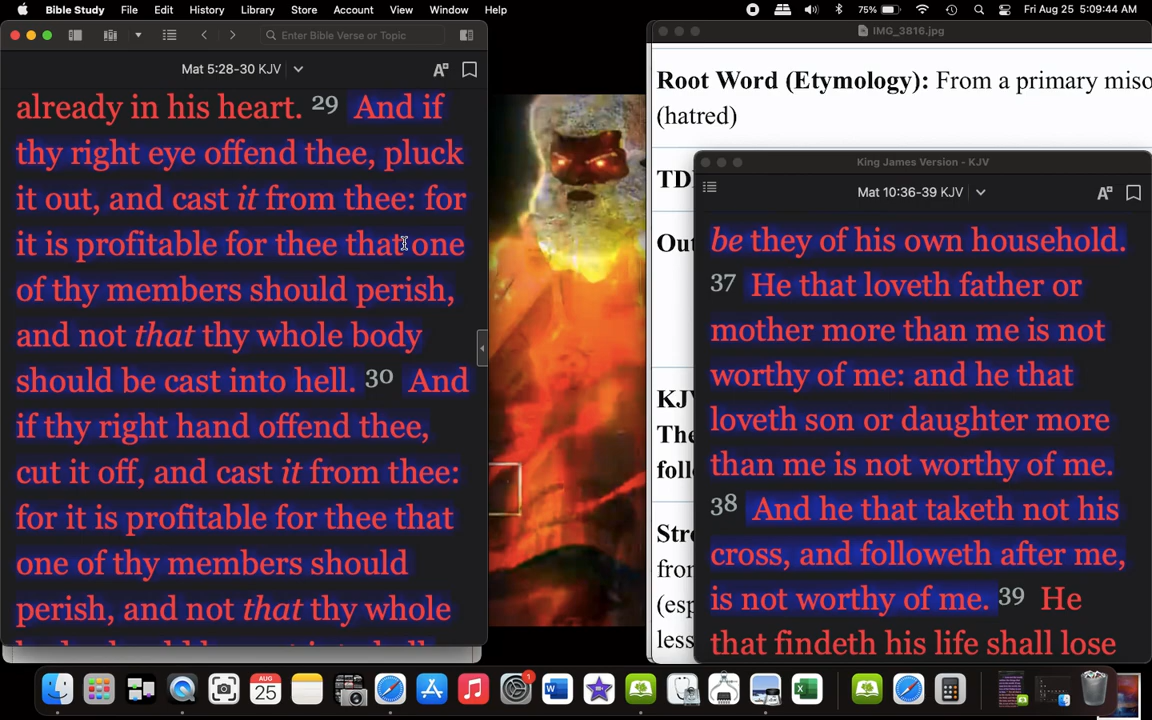 Bible Study File Edit History Library Store Account View Window Help 75% Fri Aug 25 5:09:44 AM
Enter Bible Verse or Topic
Mat 5:28-30 KJV
already in his heart. 29 And if
thy right eye offend thee, pluck
it out, and cast it from thee: for
it is profitable for thee that one
of thy members should perish,
and not that thy whole body
should be cast into hell. 30 And
if thy right hand offend thee,
cut it off, and cast it from thee:
for it is profitable for thee that
one of thy members should
perish, and not that thy whole
IMG_3816.jpg
Root Word (Etymology): From a primary miso
(hatred)
TD
Out
KJV
The
foll
Stro
from
(esp
less
King James Version - KJV
Mat 10:36-39 KJV
be they of his own household.
37 He that loveth father or
mother more than me is not
worthy of me: and he that
loveth son or daughter more
than me is not worthy of me.
38 And he that taketh not his
cross, and followeth after me,
is not worthy of me. 39 He
that findeth his life shall lose
AUG
25
1